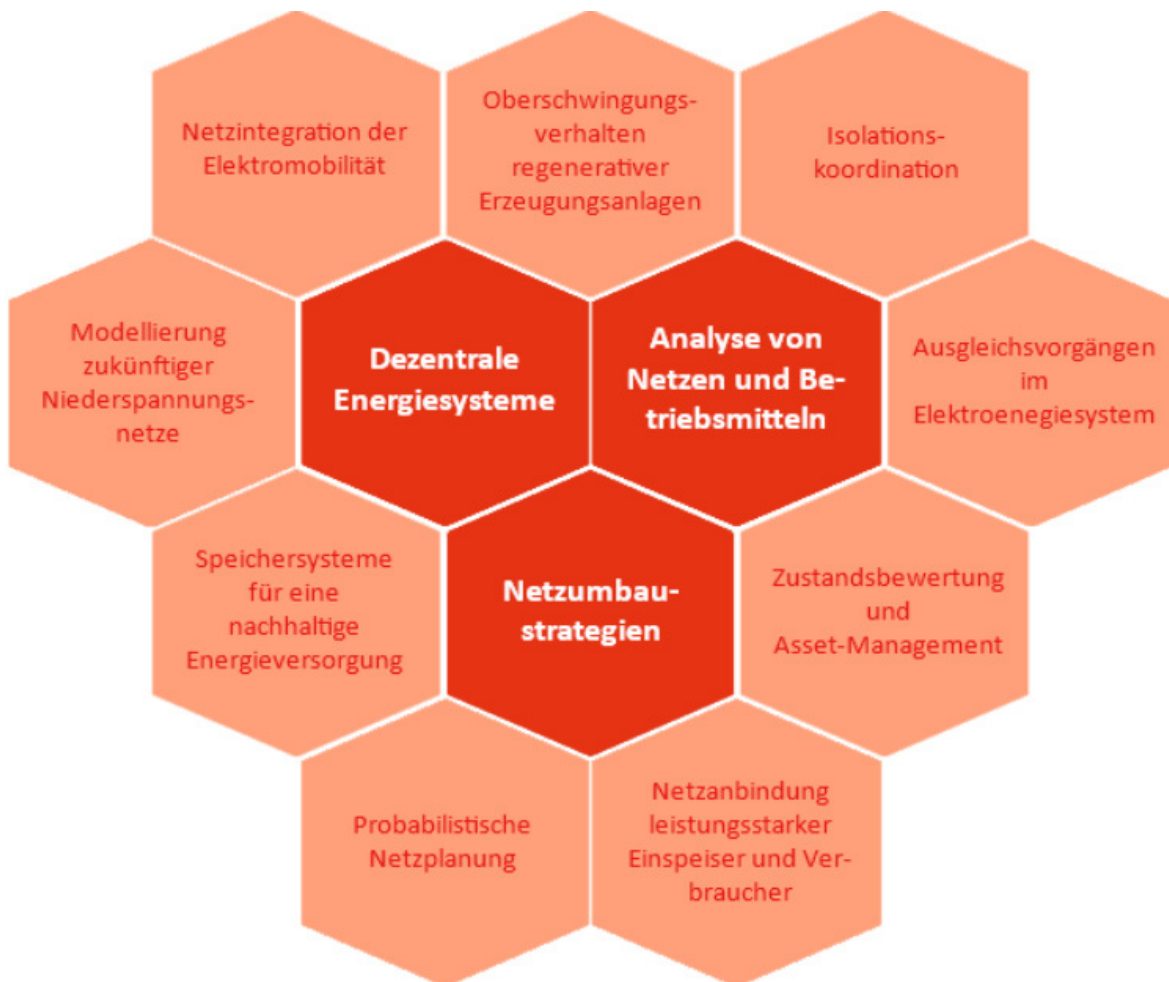 Netzintegration der
Elektromobilität
Oberschwingungs-
verhalten
regenerativer
Erzeugungsanlagen
Isolations-
koordination
Modellierung
zukünftiger
Niederspannungs-
netze
Dezentrale
Energiesysteme
Analyse von
Netzen und Be-
triebsmitteln
Ausgleichsvorgängen
im
Elektroenegiesystem
Speichersysteme
für eine
nachhaltige
Energieversorgung
Netzumbau-
strategien
Zustandsbewertung
und
Asset-Management
Probabilistische
Netzplanung
Netzanbindung
leistungsstarker
Einspeiser und Ver-
braucher